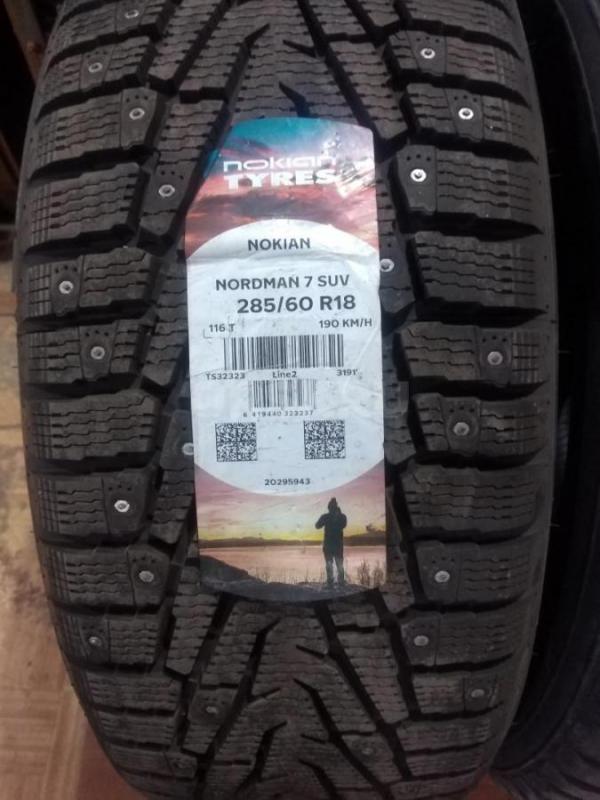 nokian
TYRES
NOKIAN
NORDMAN 7 SUV
285/60 R18
116 T 190 KM/H
TS32323 Line2 3191
6 419440 323237
20295943